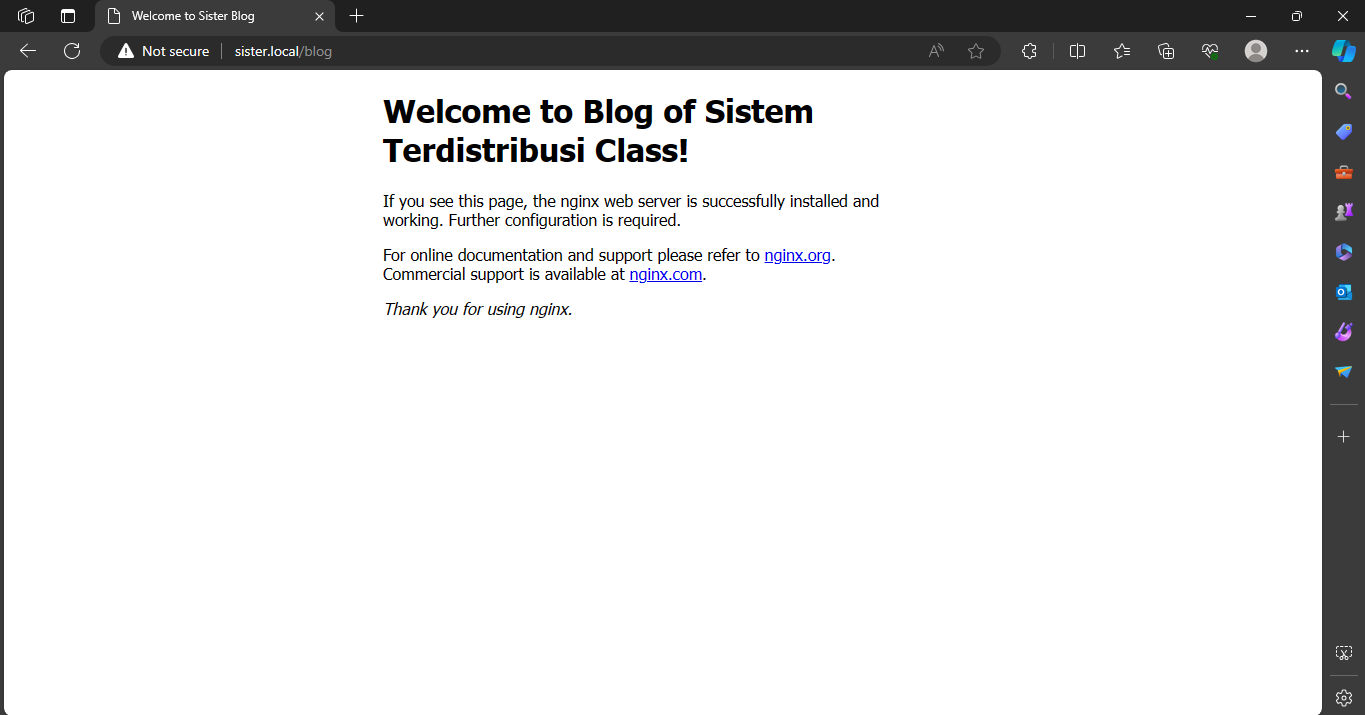 Welcome to Sister Blog
Not secure
sister.local/blog
Welcome to Blog of Sistem
Terdistribusi Class!
If you see this page, the nginx web server is successfully installed and
working. Further configuration is required.
For online documentation and support please refer to nginx.org.
Commercial support is available at nginx.com.
Thank you for using nginx.